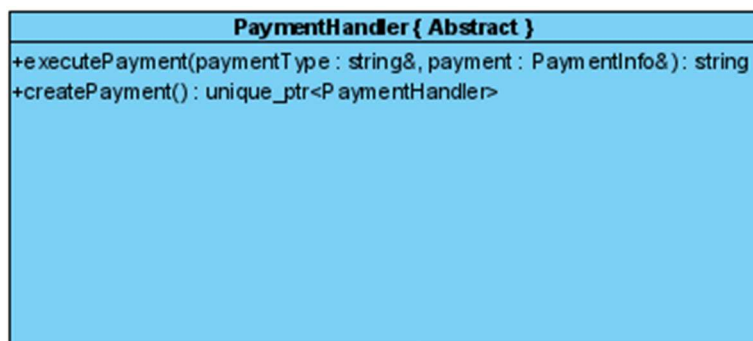 PaymentHandler { Abstract }
+executePayment(paymentType : string&, payment : PaymentInfo&) : string
+createPayment() : unique_ptr<PaymentHandler>